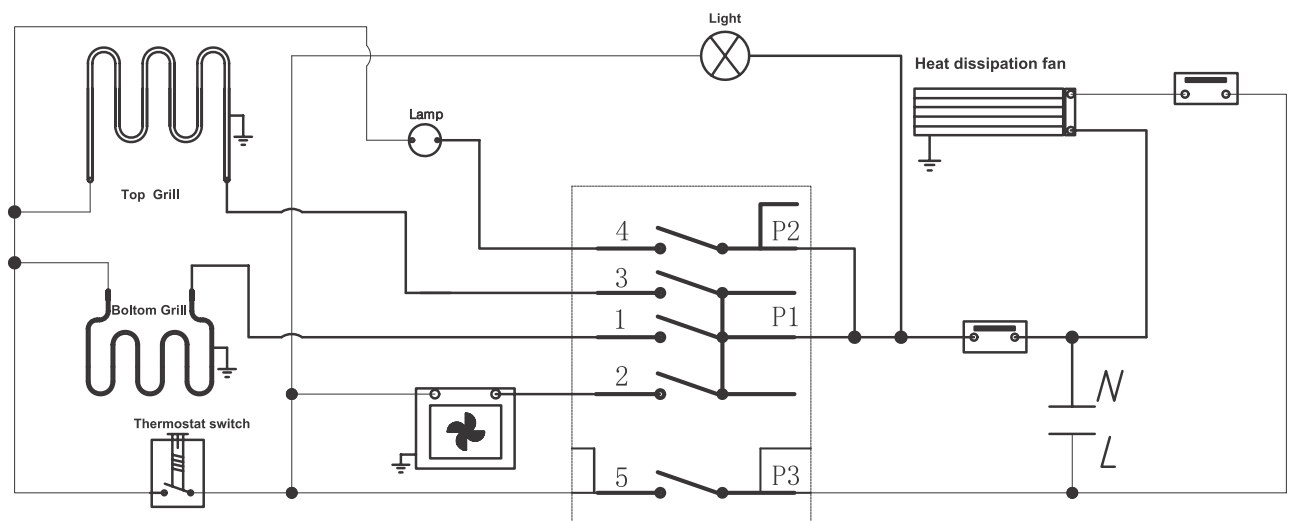 Light
Heat dissipation fan
Lamp
Top Grill
4
P2
3
Boltom Grill
1
P1
2
N
Thermostat switch
L
5
P3